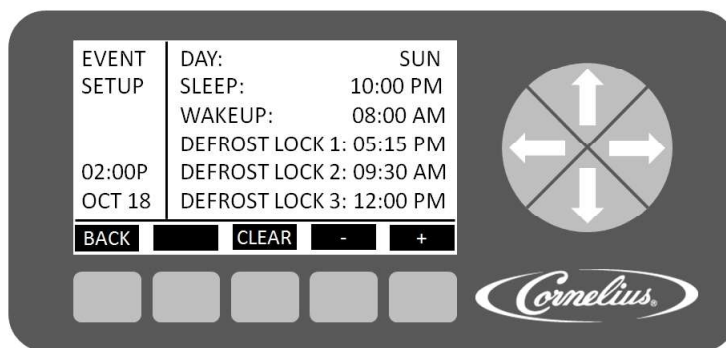 EVENT
SETUP
02:00P
OCT 18
DAY: SUN
SLEEP: 10:00 PM
WAKEUP: 08:00 AM
DEFROST LOCK 1: 05:15 PM
DEFROST LOCK 2: 09:30 AM
DEFROST LOCK 3: 12:00 PM
BACK CLEAR - +
Cornelius®